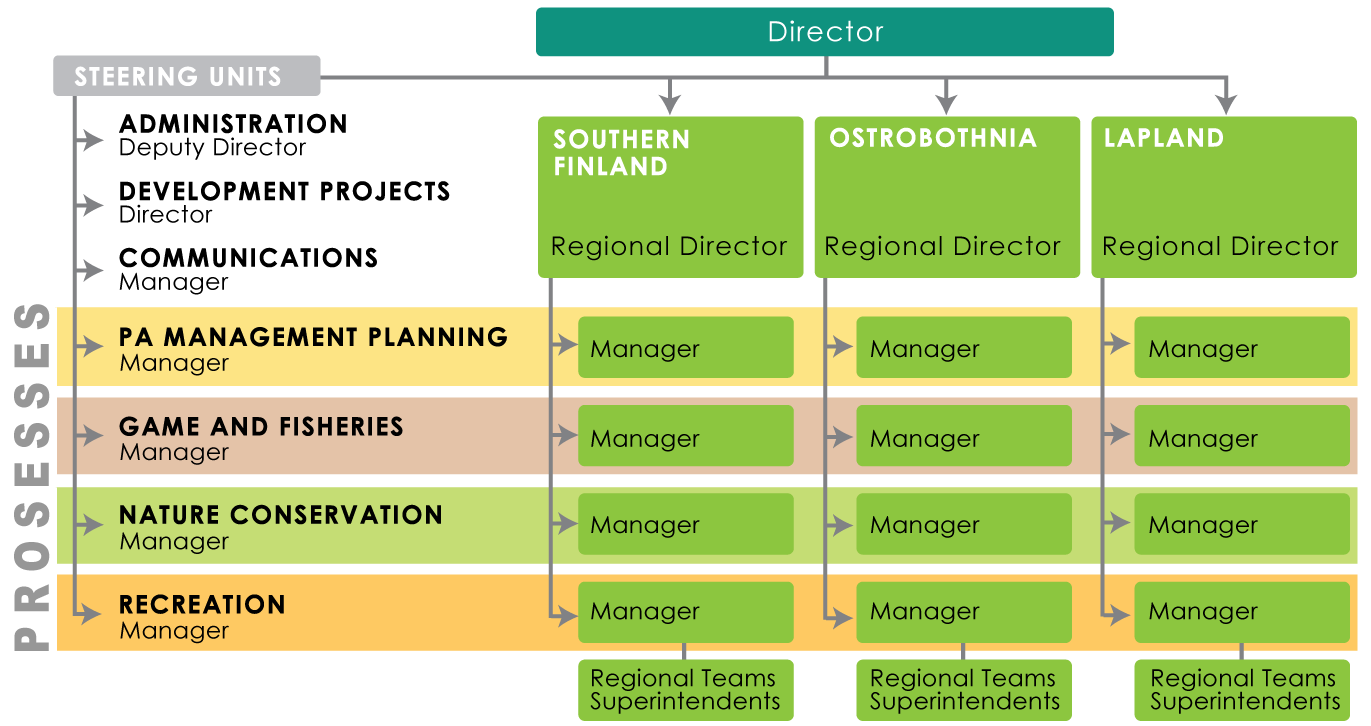 Director
STEERING UNITS
ADMINISTRATION
Deputy Director
DEVELOPMENT PROJECTS
Director
COMMUNICATIONS
Manager
SOUTHERN
FINLAND
Regional Director
OSTROBOTHNIA
Regional Director
LAPLAND
Regional Director
PROSESSES
PA MANAGEMENT PLANNING
Manager
Manager
Manager
Manager
GAME AND FISHERIES
Manager
Manager
Manager
Manager
NATURE CONSERVATION
Manager
Manager
Manager
Manager
RECREATION
Manager
Manager
Manager
Manager
Regional Teams
Superintendents
Regional Teams
Superintendents
Regional Teams
Superintendents